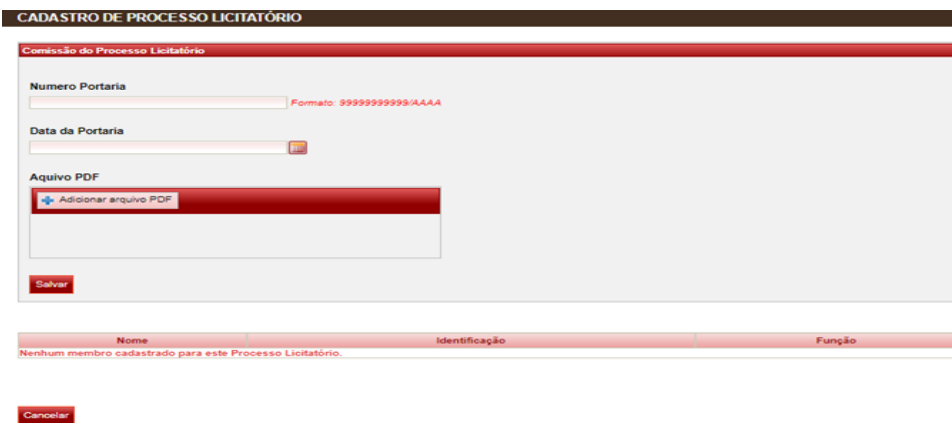 CADASTRO DE PROCESSO LICITATÓRIO
Comissão do Processo Licitatório
Numero Portaria
Formato: 99999999999/AAAA
Data da Portaria
Aquivo PDF
Adicionar arquivo PDF
Salvar
Nome Identificação Função
Nenhum membro cadastrado para este Processo Licitatório.
Cancelar